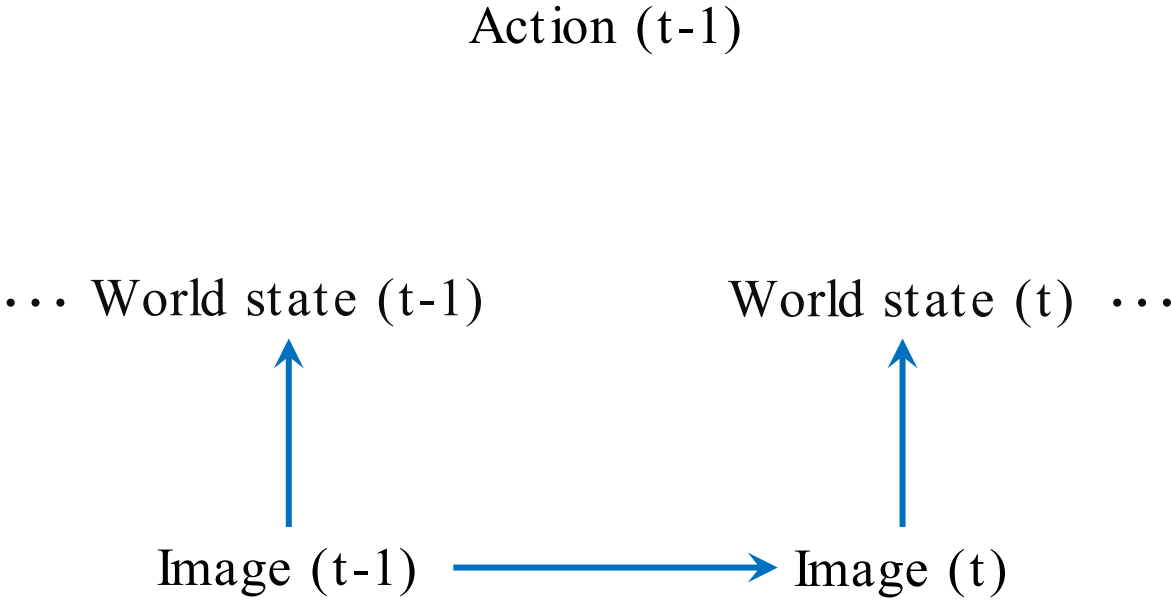 Action (t-1)
... World state (t-1)
World state (t) ...
Image (t-1)
Image (t)